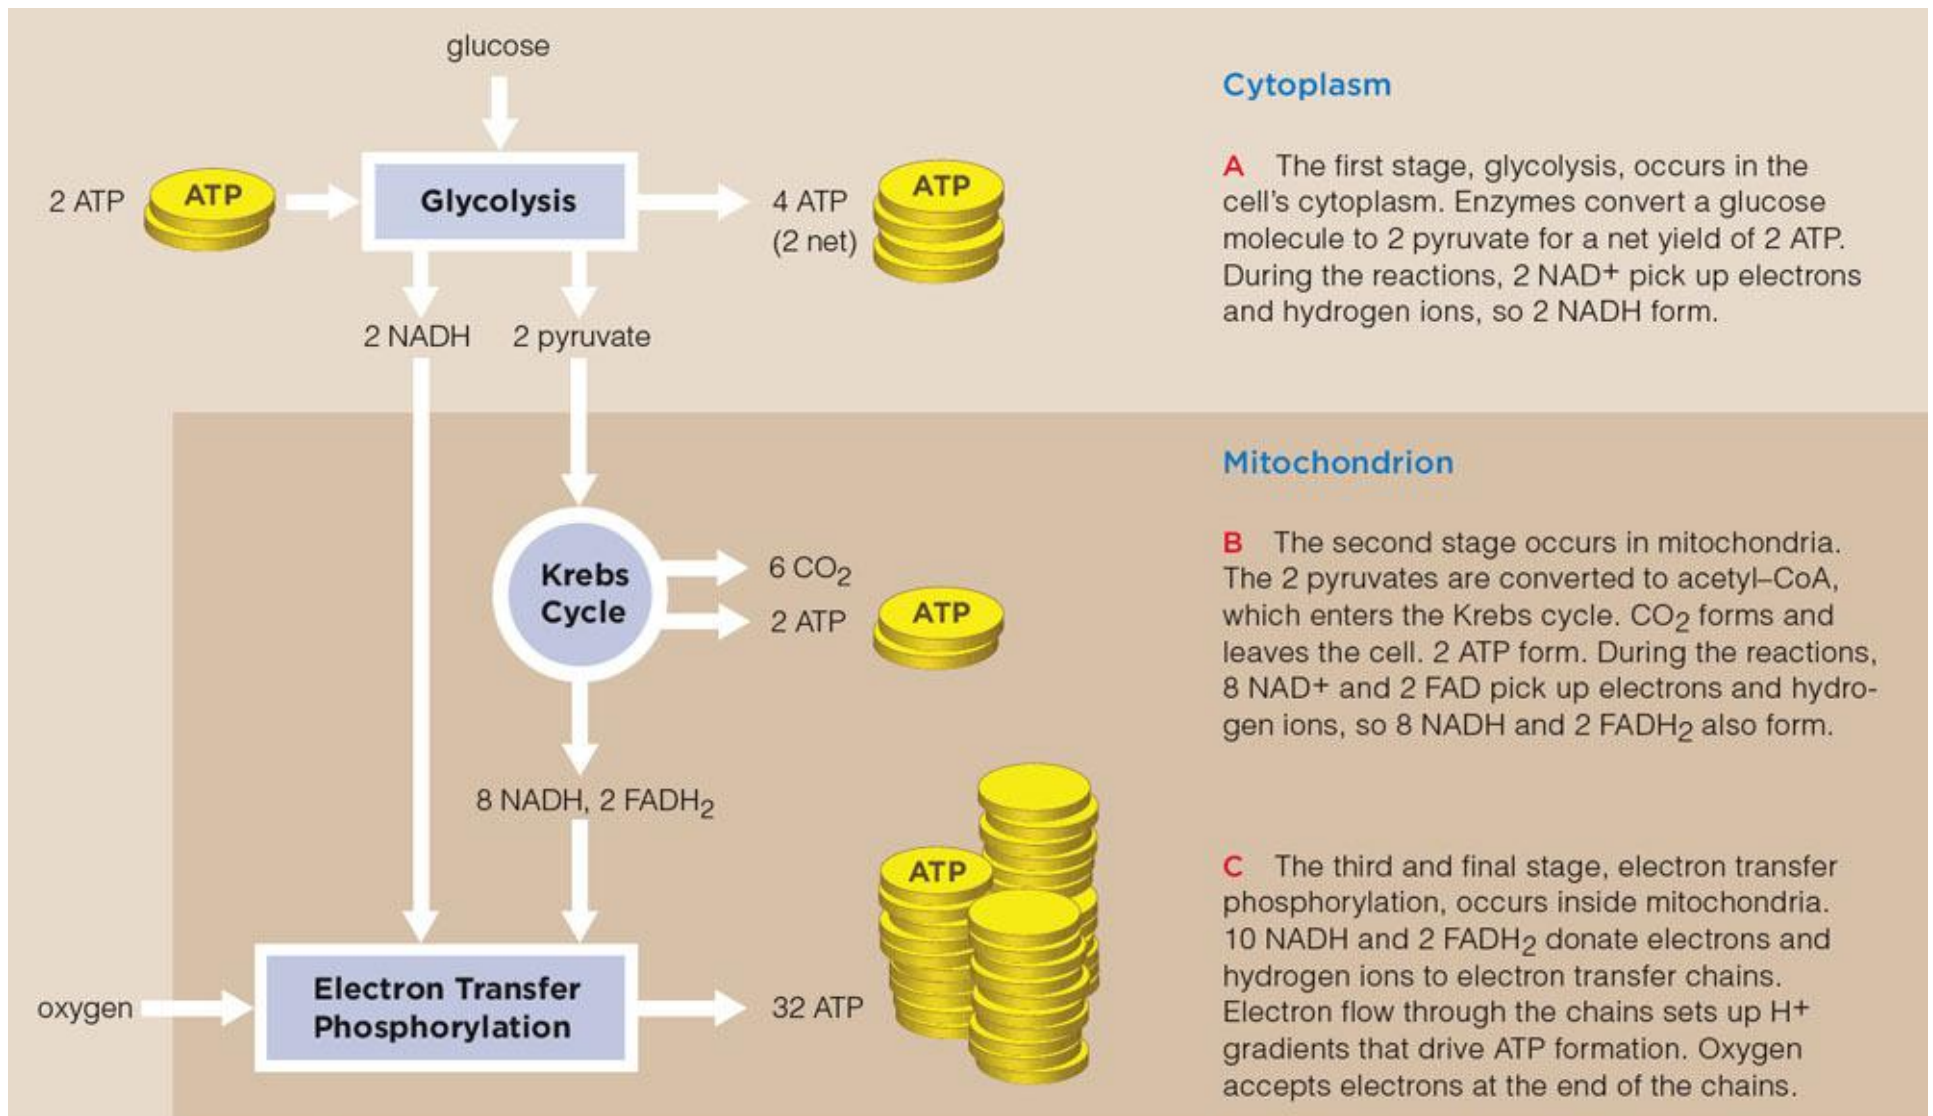 glucose
2 ATP
ATP
Glycolysis
4 ATP
(2 net)
ATP
2 NADH
2 pyruvate
Cytoplasm
A The first stage, glycolysis, occurs in the
cell's cytoplasm. Enzymes convert a glucose
molecule to 2 pyruvate for a net yield of 2 ATP.
During the reactions, 2 NAD+ pick up electrons
and hydrogen ions, so 2 NADH form.
Krebs
Cycle
6 CO2
2 ATP
ATP
8 NADH, 2 FADH2
Mitochondrion
B The second stage occurs in mitochondria.
The 2 pyruvates are converted to acetyl–CoA,
which enters the Krebs cycle. CO2 forms and
leaves the cell. 2 ATP form. During the reactions,
8 NAD+ and 2 FAD pick up electrons and hydro-
gen ions, so 8 NADH and 2 FADH2 also form.
oxygen
Electron Transfer
Phosphorylation
32 ATP
ATP
C The third and final stage, electron transfer
phosphorylation, occurs inside mitochondria.
10 NADH and 2 FADH2 donate electrons and
hydrogen ions to electron transfer chains.
Electron flow through the chains sets up H+
gradients that drive ATP formation. Oxygen
accepts electrons at the end of the chains.